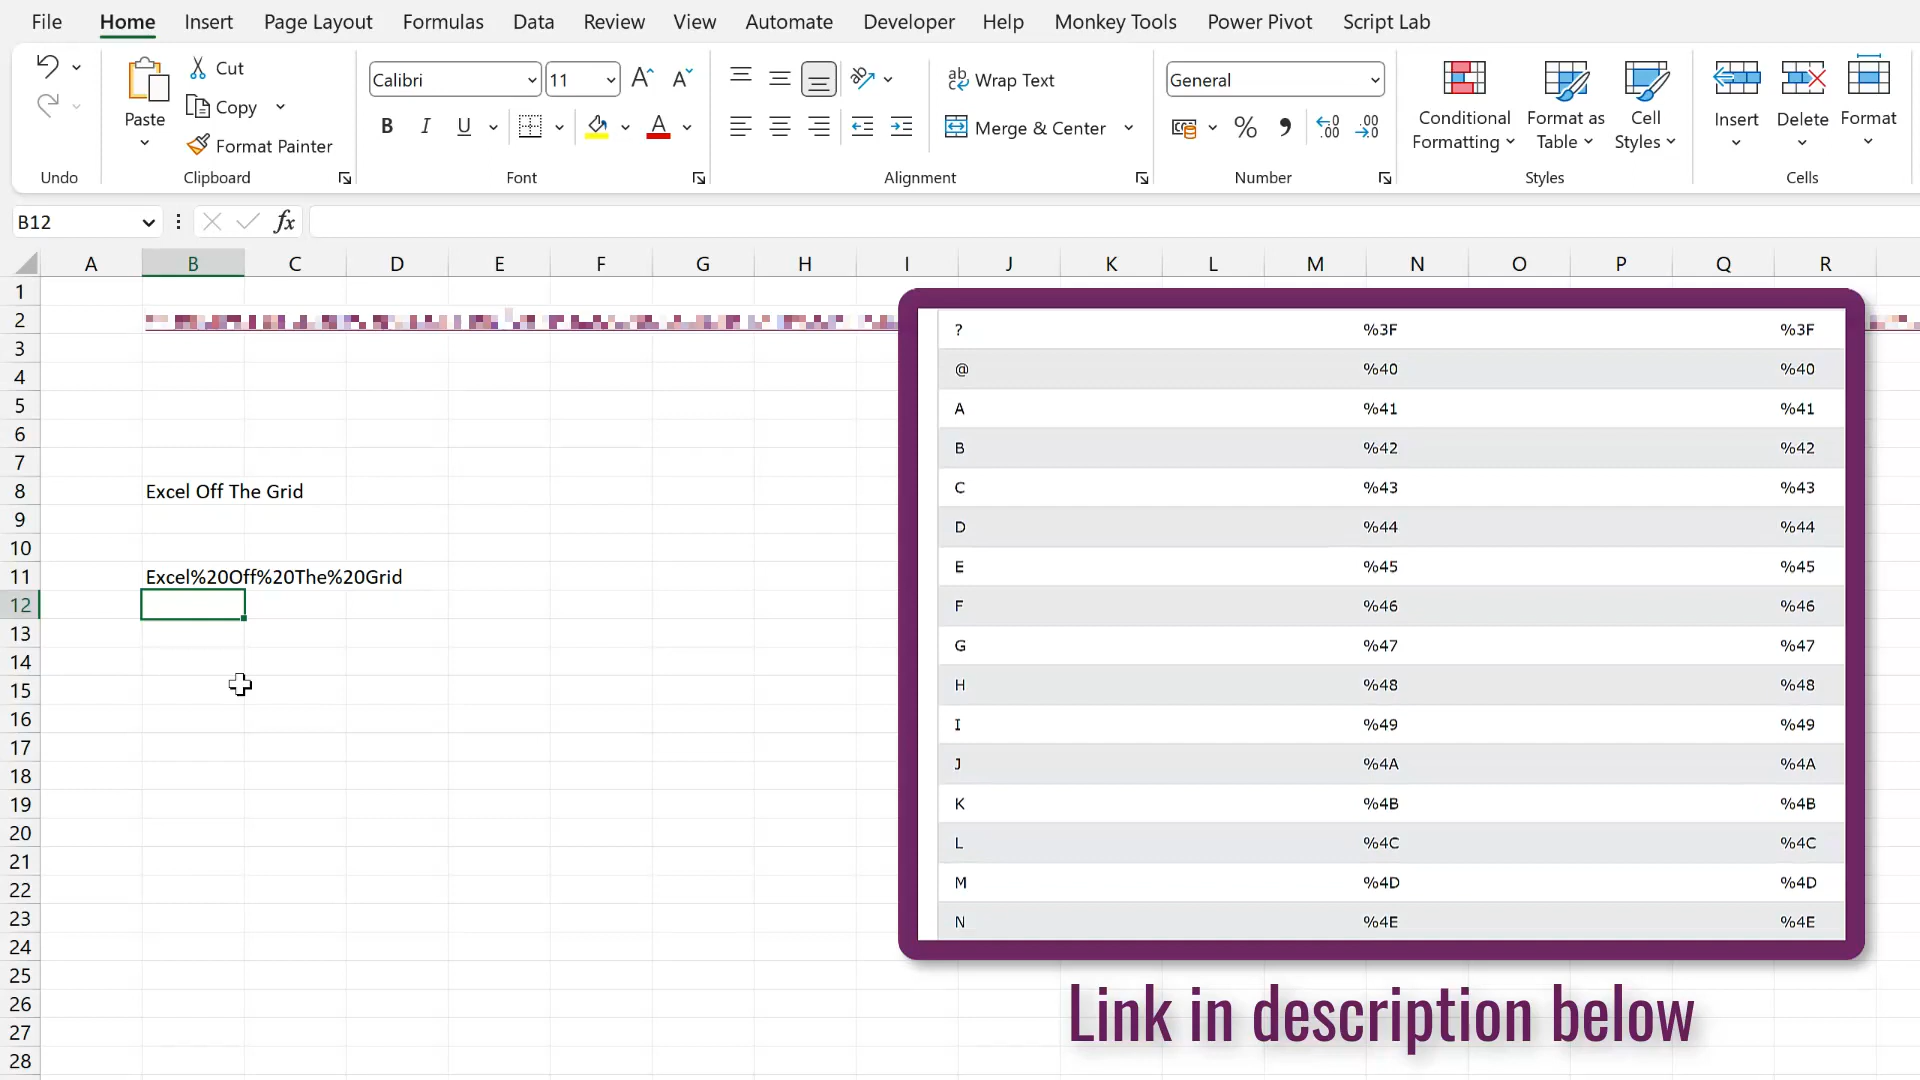 File Home Insert Page Layout Formulas Data Review View Automate Developer Help Monkey Tools Power Pivot Script Lab
Paste
Cut
Copy
Format Painter
Calibri 11
B I U A
ab Wrap Text
Merge & Center
General
% .00 .00
Conditional Formatting
Format as Table
Cell Styles
Insert
Delete
Format
Undo Clipboard Font Alignment Number Styles Cells
B12 fx
A B C D E F G H I J K L M N O P Q R
1
2
3
4
5
6
7
8 Excel Off The Grid
9
10
11 Excel%20Off%20The%20Grid
12
13
14
15
16
17
18
19
20
21
22
23
24
25
26
27
28
? %3F %3F
@ %40 %40
A %41 %41
B %42 %42
C %43 %43
D %44 %44
E %45 %45
F %46 %46
G %47 %47
H %48 %48
I %49 %49
J %4A %4A
K %4B %4B
L %4C %4C
M %4D %4D
N %4E %4E
Link in description below